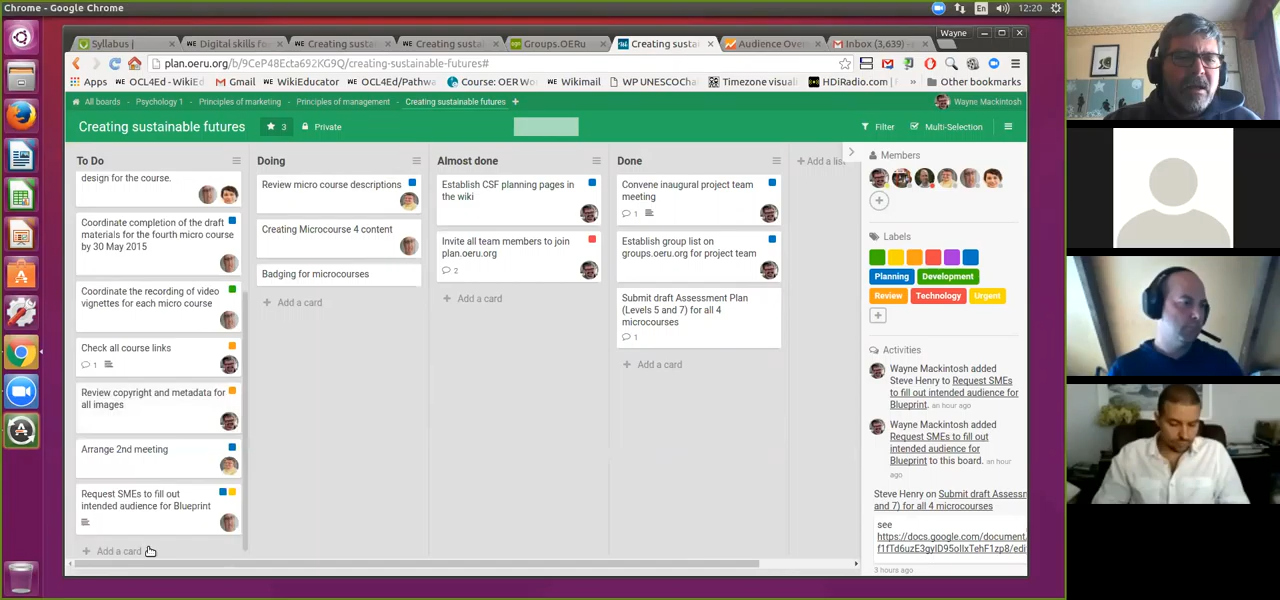 Chrome - Google Chrome
En
12:20
Wayne
Syllabus |
Digital skills fo
Creating sustai
Creating sustai
Groups.OERu
Creating susta
Audience Ove
Inbox (3,639)
plan.oeru.org/b/9CeP48Ecta692KG9Q/creating-sustainable-futures#
Apps
OCL4Ed - WikiEd
Gmail
WikiEducator
OCL4Ed/Pathwa
Course: OER Wo
Wikimail
WP UNESCOCha
Timezone visuali
HDiRadio.com /
Other bookmarks
All boards
Psychology 1
Principles of marketing
Principles of management
Creating sustainable futures
Wayne Mackintosh
Creating sustainable futures
3
Private
Filter
Multi-Selection
To Do
design for the course.
Coordinate completion of the draft
materials for the fourth micro course
by 30 May 2015
Coordinate the recording of video
vignettes for each micro course
Check all course links
1
Review copyright and metadata for
all images
Arrange 2nd meeting
Request SMEs to fill out
intended audience for Blueprint
Add a card
Doing
Review micro course descriptions
Creating Microcourse 4 content
Badging for microcourses
Add a card
Almost done
Establish CSF planning pages in
the wiki
Invite all team members to join
plan.oeru.org
2
Add a card
Done
Convene inaugural project team
meeting
1
Establish group list on
groups.oeru.org for project team
Submit draft Assessment Plan
(Levels 5 and 7) for all 4
microcourses
1
Add a card
Add a list
Members
Labels
Planning
Development
Review
Technology
Urgent
Activities
Wayne Mackintosh added
Steve Henry to Request SMEs
to fill out intended audience for
Blueprint. an hour ago
Wayne Mackintosh added
Request SMEs to fill out
intended audience for
Blueprint to this board. an hour
ago
Steve Henry on Submit draft Assessm
and 7) for all 4 microcourses
see
https://docs.google.com/document/
3 hours ago